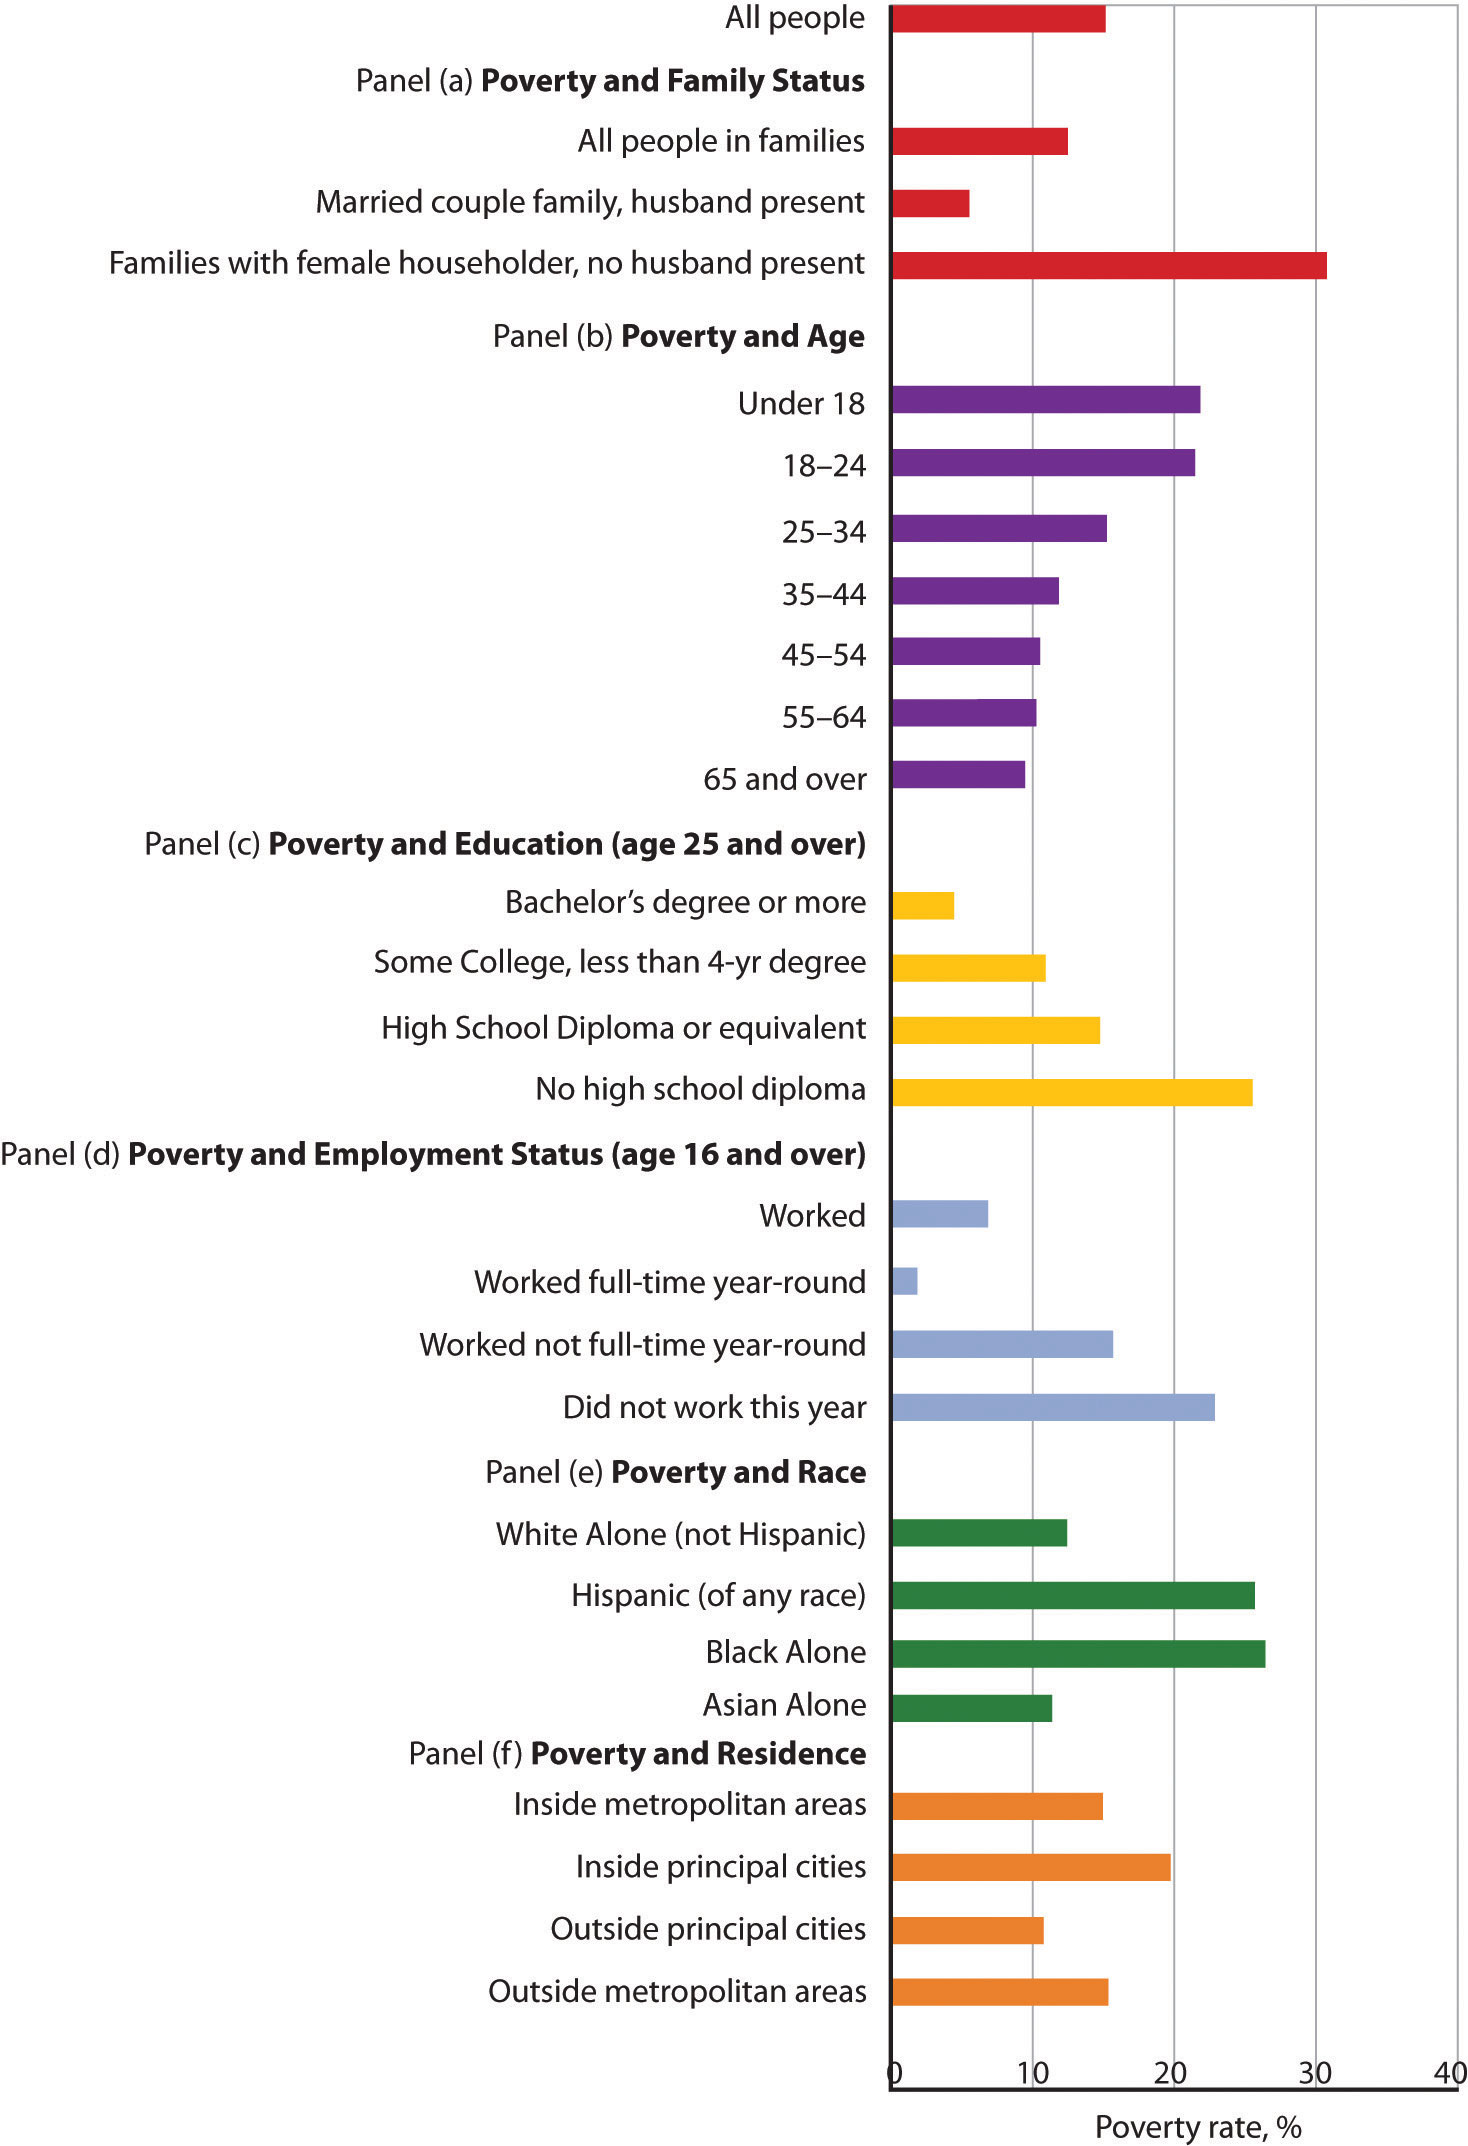 All people
Panel (a) Poverty and Family Status
All people in families
Married couple family, husband present
Families with female householder, no husband present
Panel (b) Poverty and Age
Under 18
18–24
25–34
35–44
45–54
55–64
65 and over
Panel (c) Poverty and Education (age 25 and over)
Bachelor’s degree or more
Some College, less than 4-yr degree
High School Diploma or equivalent
No high school diploma
Panel (d) Poverty and Employment Status (age 16 and over)
Worked
Worked full-time year-round
Worked not full-time year-round
Did not work this year
Panel (e) Poverty and Race
White Alone (not Hispanic)
Hispanic (of any race)
Black Alone
Asian Alone
Panel (f) Poverty and Residence
Inside metropolitan areas
Inside principal cities
Outside principal cities
Outside metropolitan areas
0 10 20 30 40
Poverty rate, %